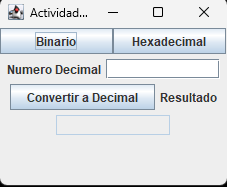 Actividad...
Binario Hexadecimal
Numero Decimal
Convertir a Decimal Resultado